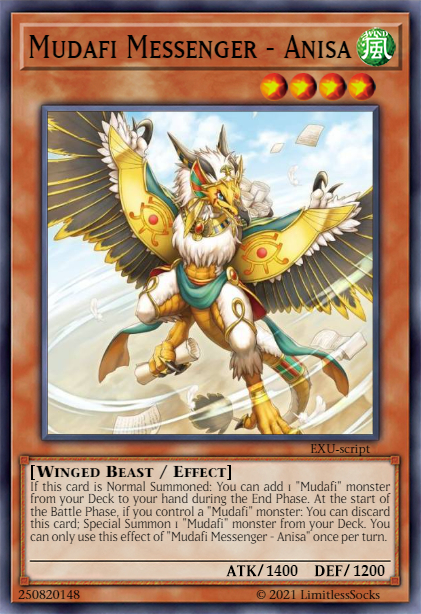 Mudafi Messenger - Anisa
WIND
風
EXU-script
[Winged Beast / Effect]
If this card is Normal Summoned: You can add 1 "Mudafi" monster
from your Deck to your hand during the End Phase. At the start of
the Battle Phase, if you control a "Mudafi" monster: You can discard
this card; Special Summon 1 "Mudafi" monster from your Deck. You
can only use this effect of "Mudafi Messenger - Anisa" once per turn.
ATK/1400 DEF/1200
250820148 © 2021 LimitlessSocks